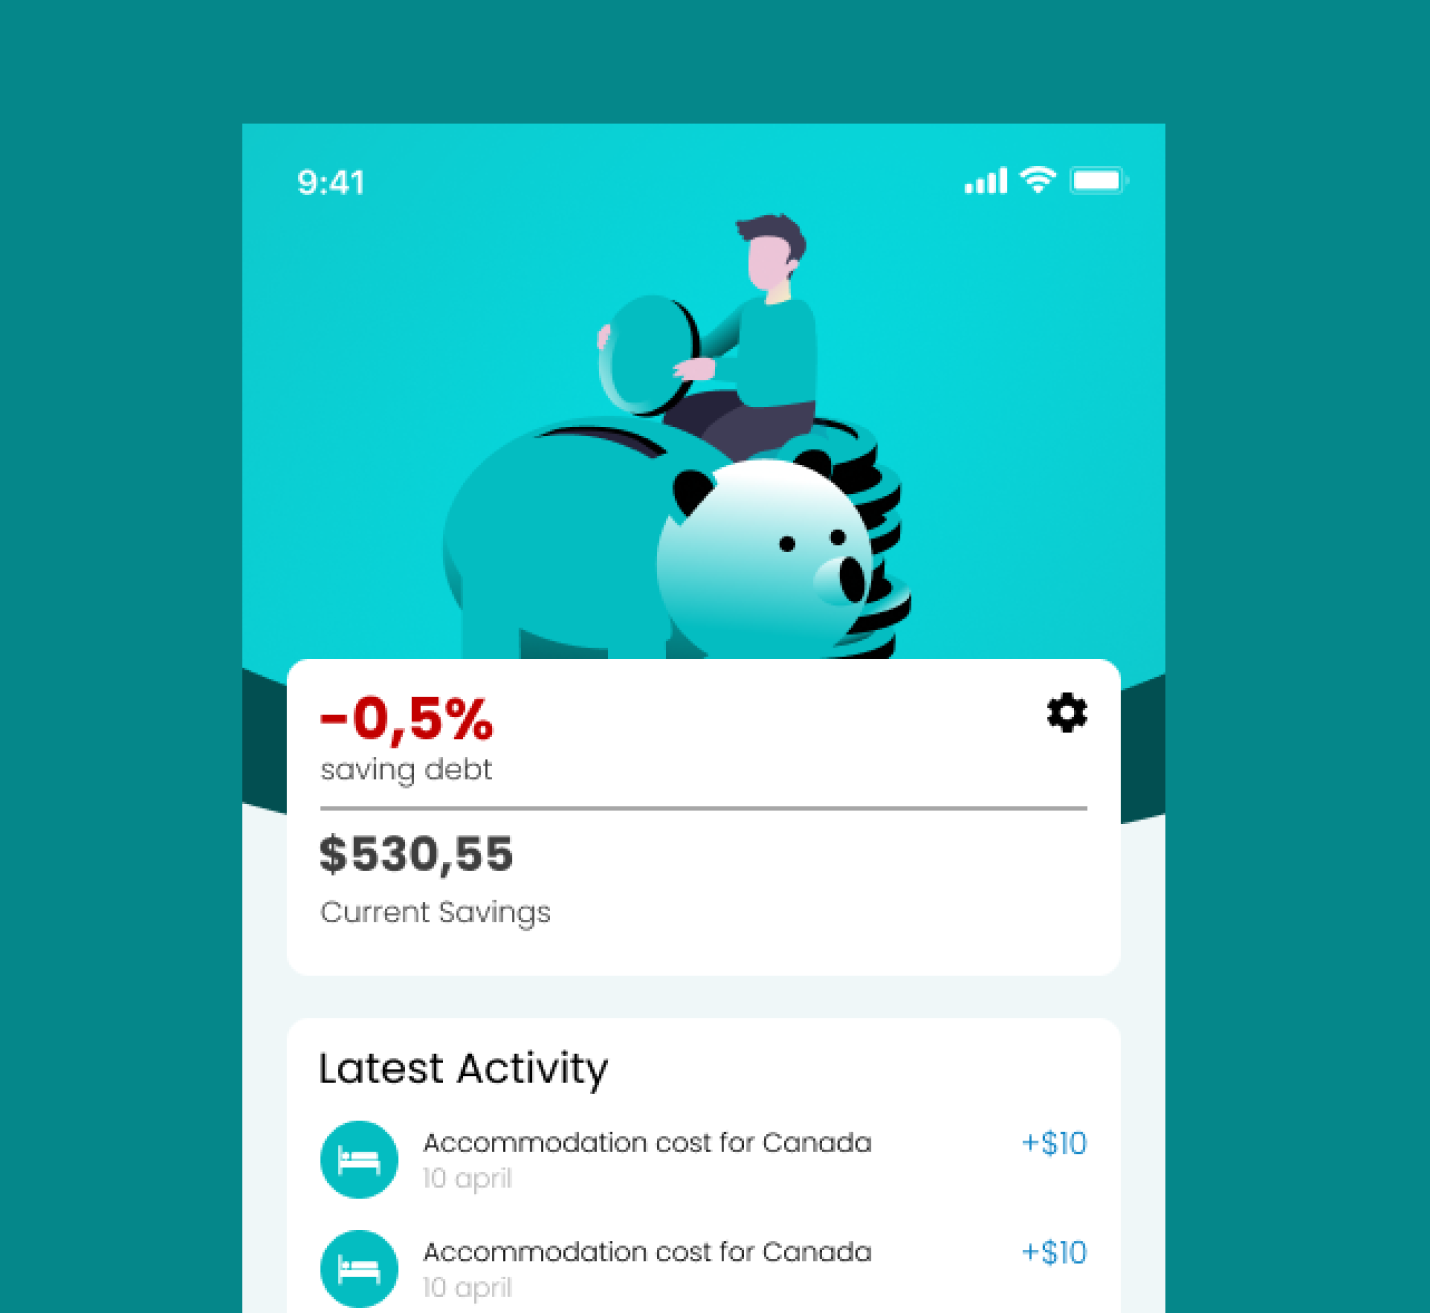 9:41
-0,5%
saving debt
$530,55
Current Savings
Latest Activity
Accommodation cost for Canada +$10
10 april
Accommodation cost for Canada +$10
10 april